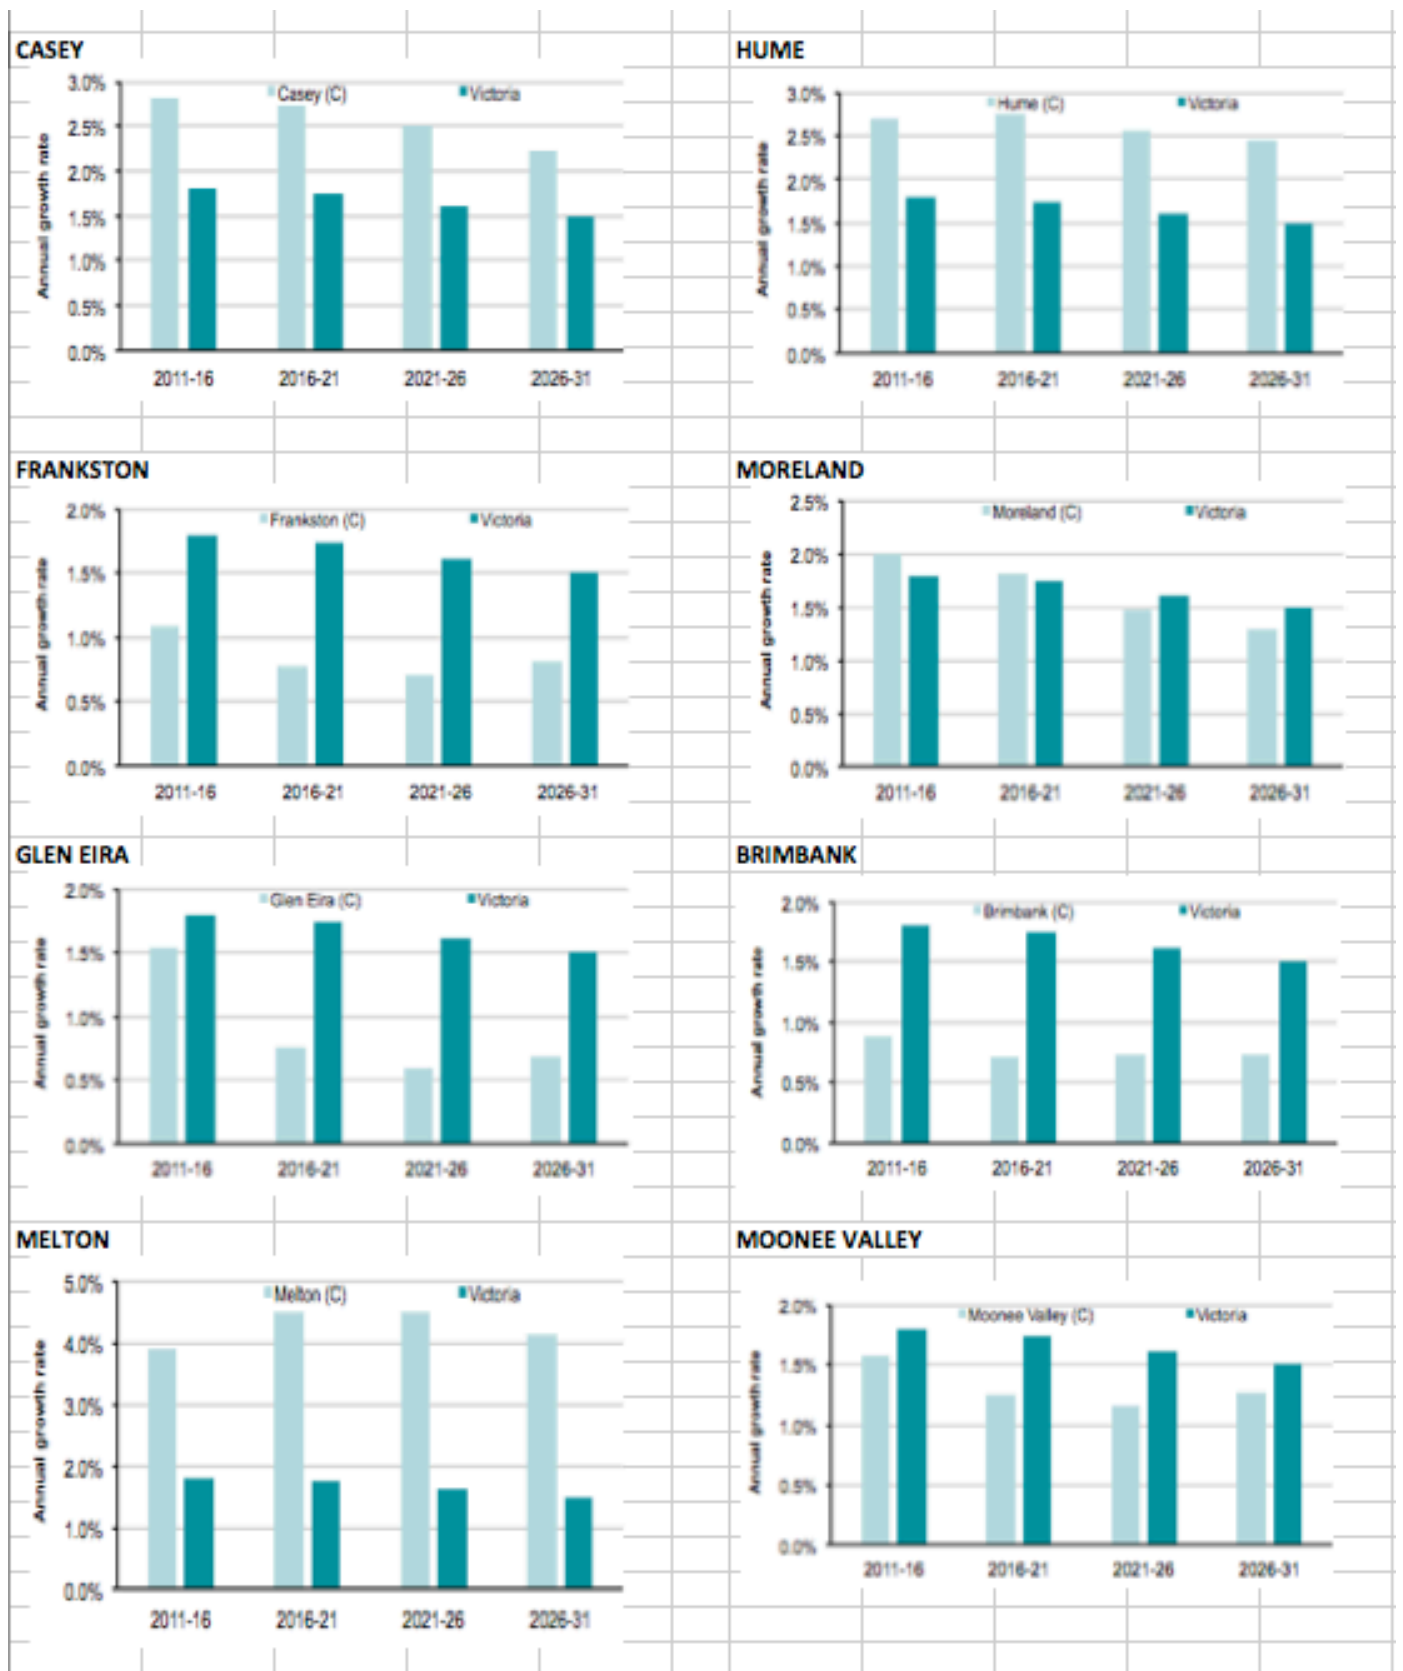 CASEY
Casey (C) Victoria
Annual growth rate
3.0%
2.5%
2.0%
1.5%
1.0%
0.5%
0.0%
2011-16 2016-21 2021-26 2026-31
HUME
Hume (C) Victoria
Annual growth rate
3.0%
2.5%
2.0%
1.5%
1.0%
0.5%
0.0%
2011-16 2016-21 2021-26 2026-31
FRANKSTON
Frankston (C) Victoria
Annual growth rate
2.0%
1.5%
1.0%
0.5%
0.0%
2011-16 2016-21 2021-26 2026-31
MORELAND
Moreland (C) Victoria
Annual growth rate
2.5%
2.0%
1.5%
1.0%
0.5%
0.0%
2011-16 2016-21 2021-26 2026-31
GLEN EIRA
Glen Eira (C) Victoria
Annual growth rate
2.0%
1.5%
1.0%
0.5%
0.0%
2011-16 2016-21 2021-26 2026-31
BRIMBANK
Brimbank (C) Victoria
Annual growth rate
2.0%
1.5%
1.0%
0.5%
0.0%
2011-16 2016-21 2021-26 2026-31
MELTON
Melton (C) Victoria
Annual growth rate
5.0%
4.0%
3.0%
2.0%
1.0%
0.0%
2011-16 2016-21 2021-26 2026-31
MOONEE VALLEY
Moonee Valley (C) Victoria
Annual growth rate
2.0%
1.5%
1.0%
0.5%
0.0%
2011-16 2016-21 2021-26 2026-31